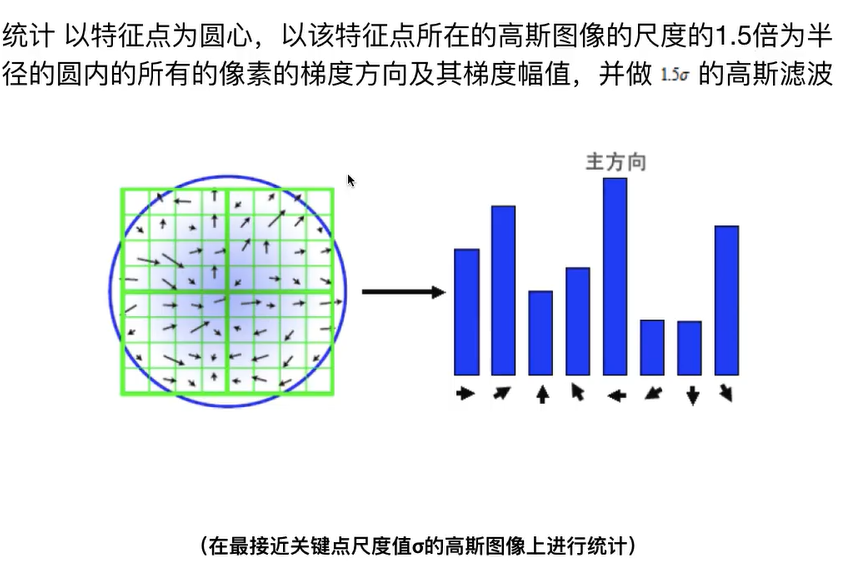 统计 以特征点为圆心，以该特征点所在的高斯图像的尺度的1.5倍为半
径的圆内的所有的像素的梯度方向及其梯度幅值，并做 1.5σ 的高斯滤波
主方向
（在最接近关键点尺度值σ的高斯图像上进行统计）